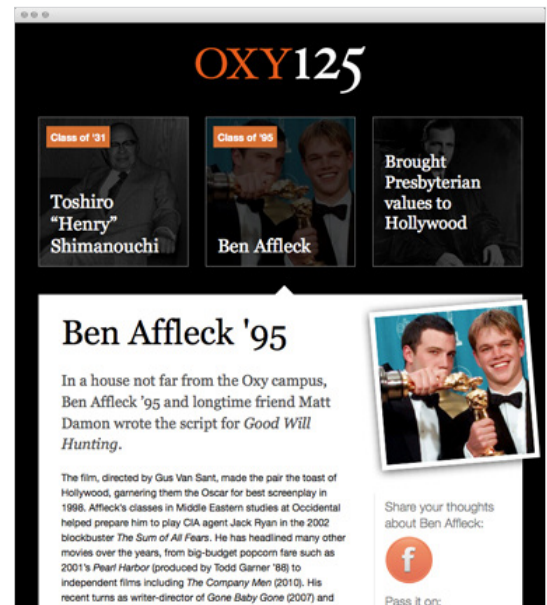 OXY125
Class of '31
Toshiro
“Henry”
Shimanouchi
Class of '95
Ben Affleck
Brought
Presbyterian
values to
Hollywood
Ben Affleck '95
In a house not far from the Oxy campus,
Ben Affleck ’95 and longtime friend Matt
Damon wrote the script for Good Will
Hunting.
The film, directed by Gus Van Sant, made the pair the toast of
Hollywood, garnering them the Oscar for best screenplay in
1998. Affleck's classes in Middle Eastern studies at Occidental
helped prepare him to play CIA agent Jack Ryan in the 2002
blockbuster The Sum of All Fears. He has headlined many other
movies over the years, from big-budget popcorn fare such as
2001's Pearl Harbor (produced by Todd Garner '88) to
independent films including The Company Men (2010). His
recent turns as writer-director of Gone Baby Gone (2007) and
Share your thoughts
about Ben Affleck:
f
Pass it on: